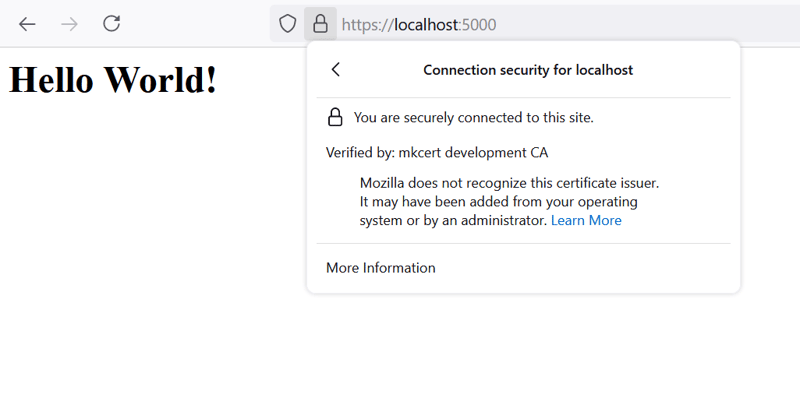 https://localhost:5000
Hello World!
Connection security for localhost
You are securely connected to this site.
Verified by: mkcert development CA
Mozilla does not recognize this certificate issuer.
It may have been added from your operating
system or by an administrator. Learn More
More Information